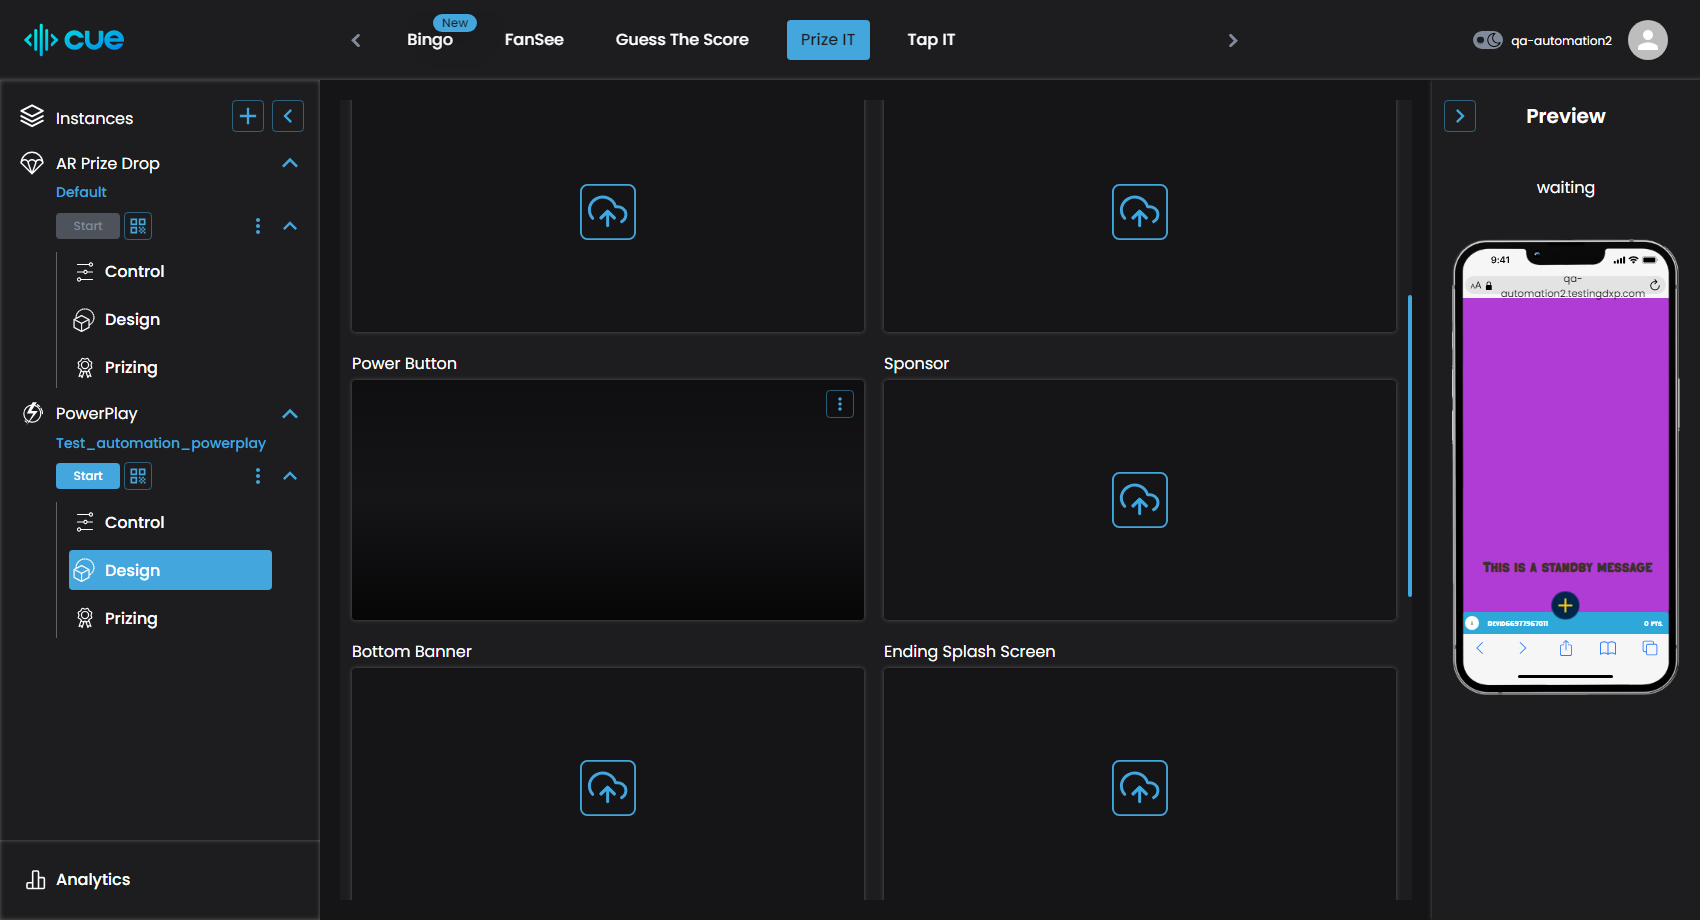 cue
Bingo
New
FanSee
Guess The Score
Prize IT
Tap IT
qa-automation2
Instances
AR Prize Drop
Default
Start
Control
Design
Prizing
PowerPlay
Test_automation_powerplay
Start
Control
Design
Prizing
Analytics
Power Button
Sponsor
Bottom Banner
Ending Splash Screen
Preview
waiting
9:41
AA
qa-
automation2.testingdxp.com
This is a standby message
DEVID66977967011
0 PTS.